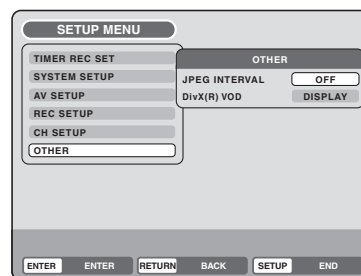 SETUP MENU
TIMER REC SET
SYSTEM SETUP
AV SETUP
REC SETUP
CH SETUP
OTHER
OTHER
JPEG INTERVAL OFF
DivX(R) VOD DISPLAY
ENTER ENTER RETURN BACK SETUP END